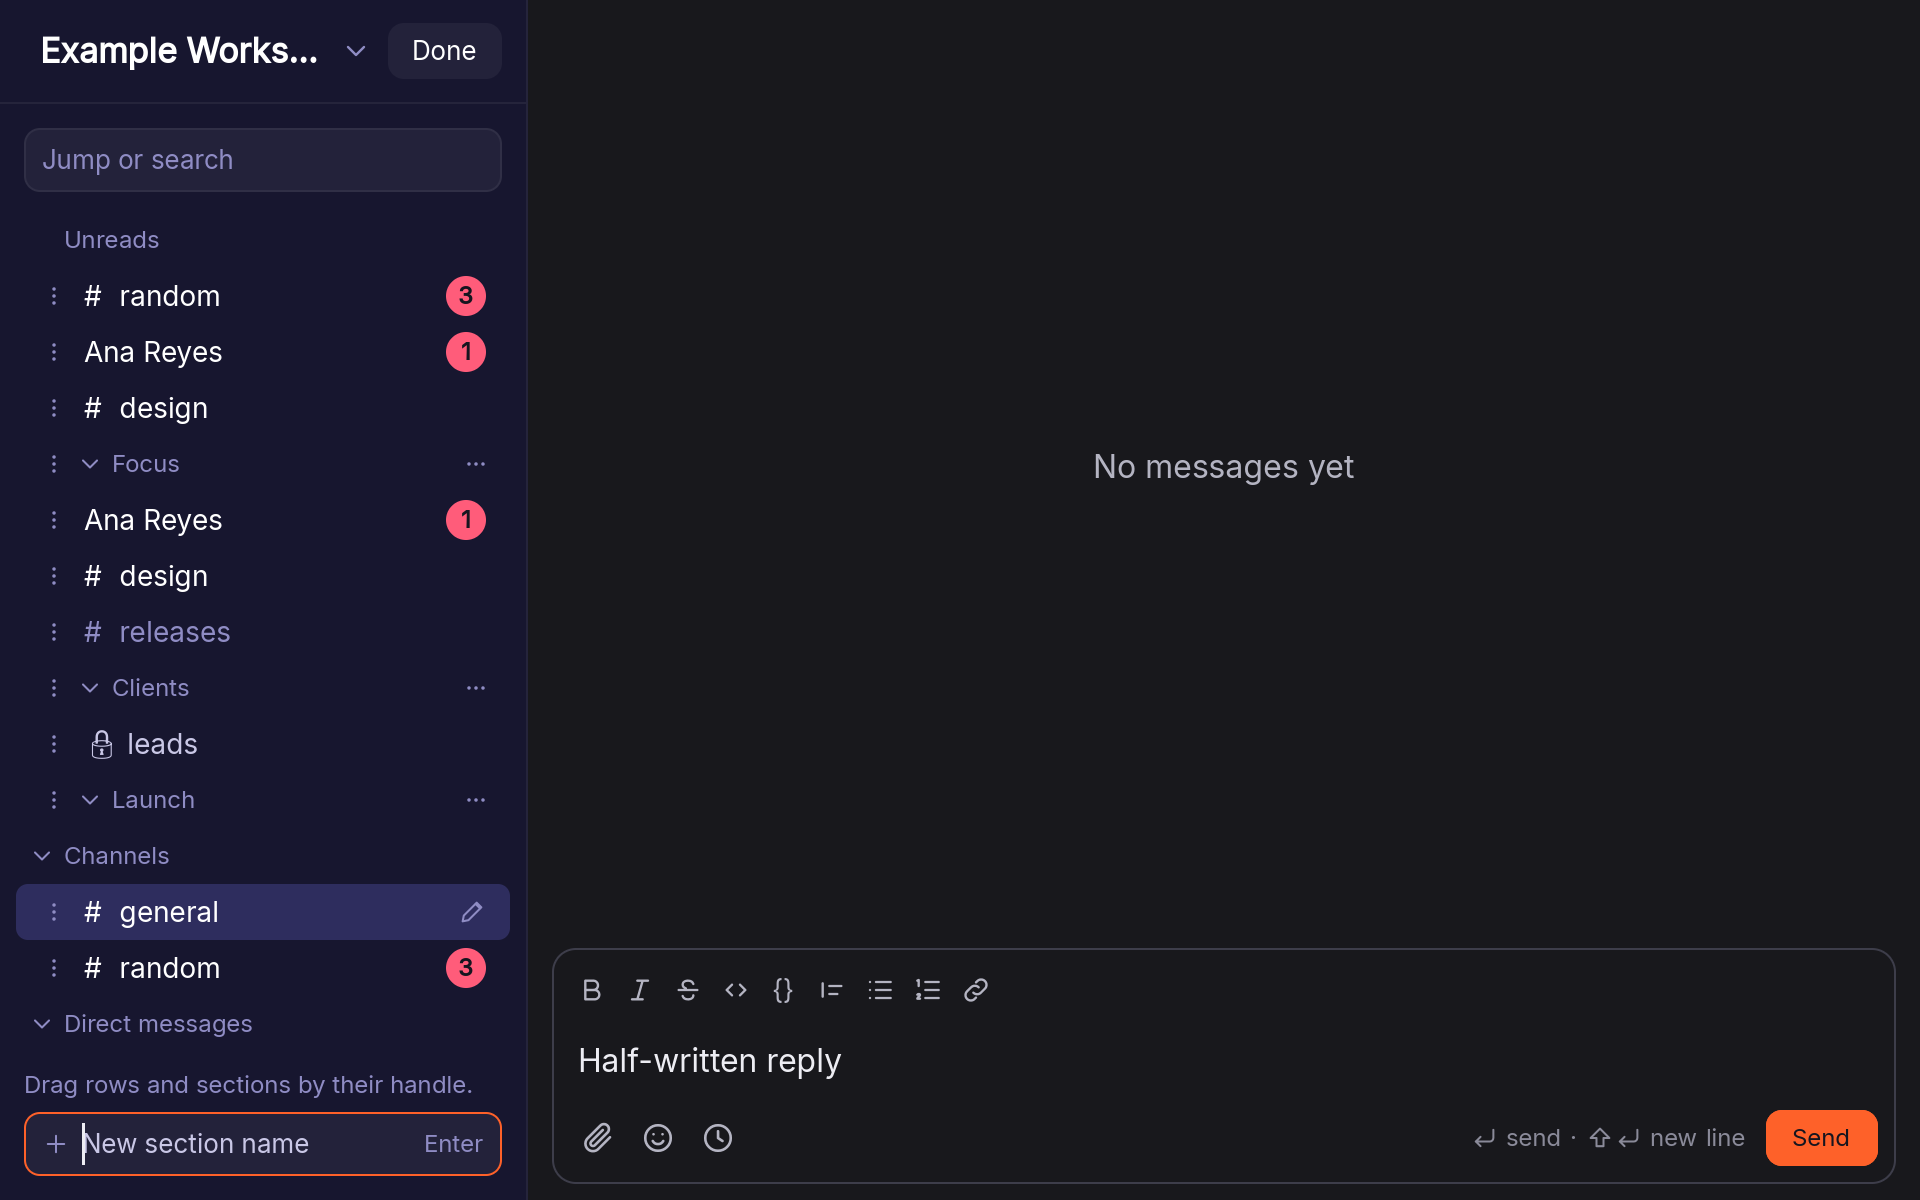 Example Works...
Done
Jump or search
Unreads
# random 3
Ana Reyes 1
# design
Focus
Ana Reyes 1
# design
# releases
Clients
leads
Launch
Channels
# general
# random 3
Direct messages
Drag rows and sections by their handle.
New section name Enter
No messages yet
Half-written reply
send · new line Send